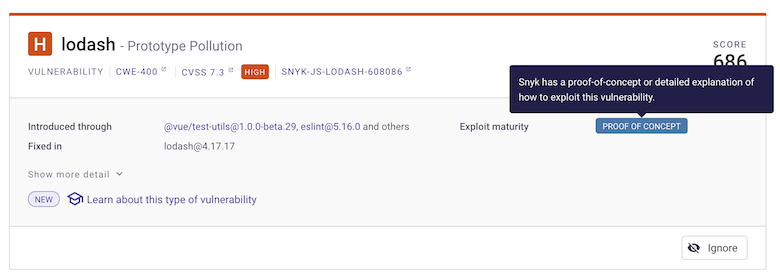 H lodash - Prototype Pollution
SCORE
686
VULNERABILITY CWE-400 CVSS 7.3 HIGH SNYK-JS-LODASH-608086
Snyk has a proof-of-concept or detailed explanation of
how to exploit this vulnerability.
Introduced through @vue/test-utils@1.0.0-beta.29, eslint@5.16.0 and others
Exploit maturity PROOF OF CONCEPT
Fixed in lodash@4.17.17
Show more detail
NEW Learn about this type of vulnerability
Ignore